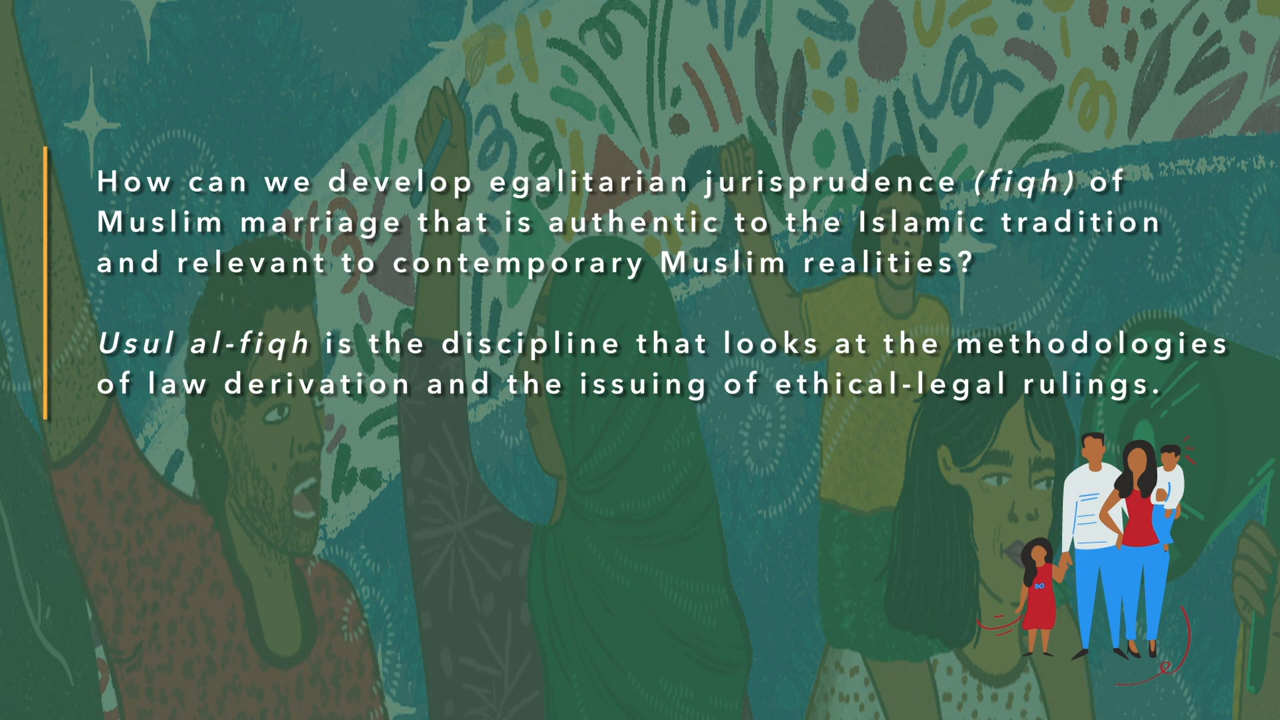 How can we develop egalitarian jurisprudence (fiqh) of
Muslim marriage that is authentic to the Islamic tradition
and relevant to contemporary Muslim realities?
Usul al-fiqh is the discipline that looks at the methodologies
of law derivation and the issuing of ethical-legal rulings.